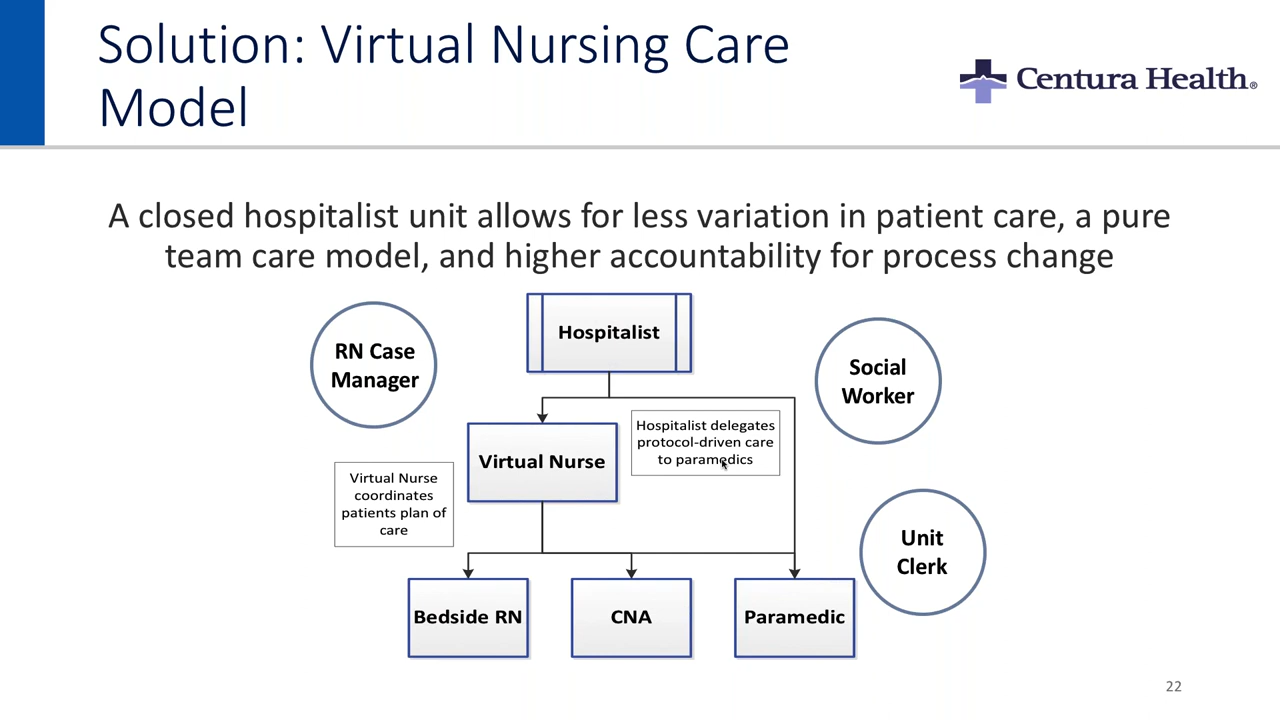 Solution: Virtual Nursing Care
Model
Centura Health®
A closed hospitalist unit allows for less variation in patient care, a pure
team care model, and higher accountability for process change
Hospitalist
RN Case
Manager
Social
Worker
Hospitalist delegates
protocol-driven care
to paramedics
Virtual Nurse
Virtual Nurse
coordinates
patients plan of
care
Unit
Clerk
Bedside RN
CNA
Paramedic
22